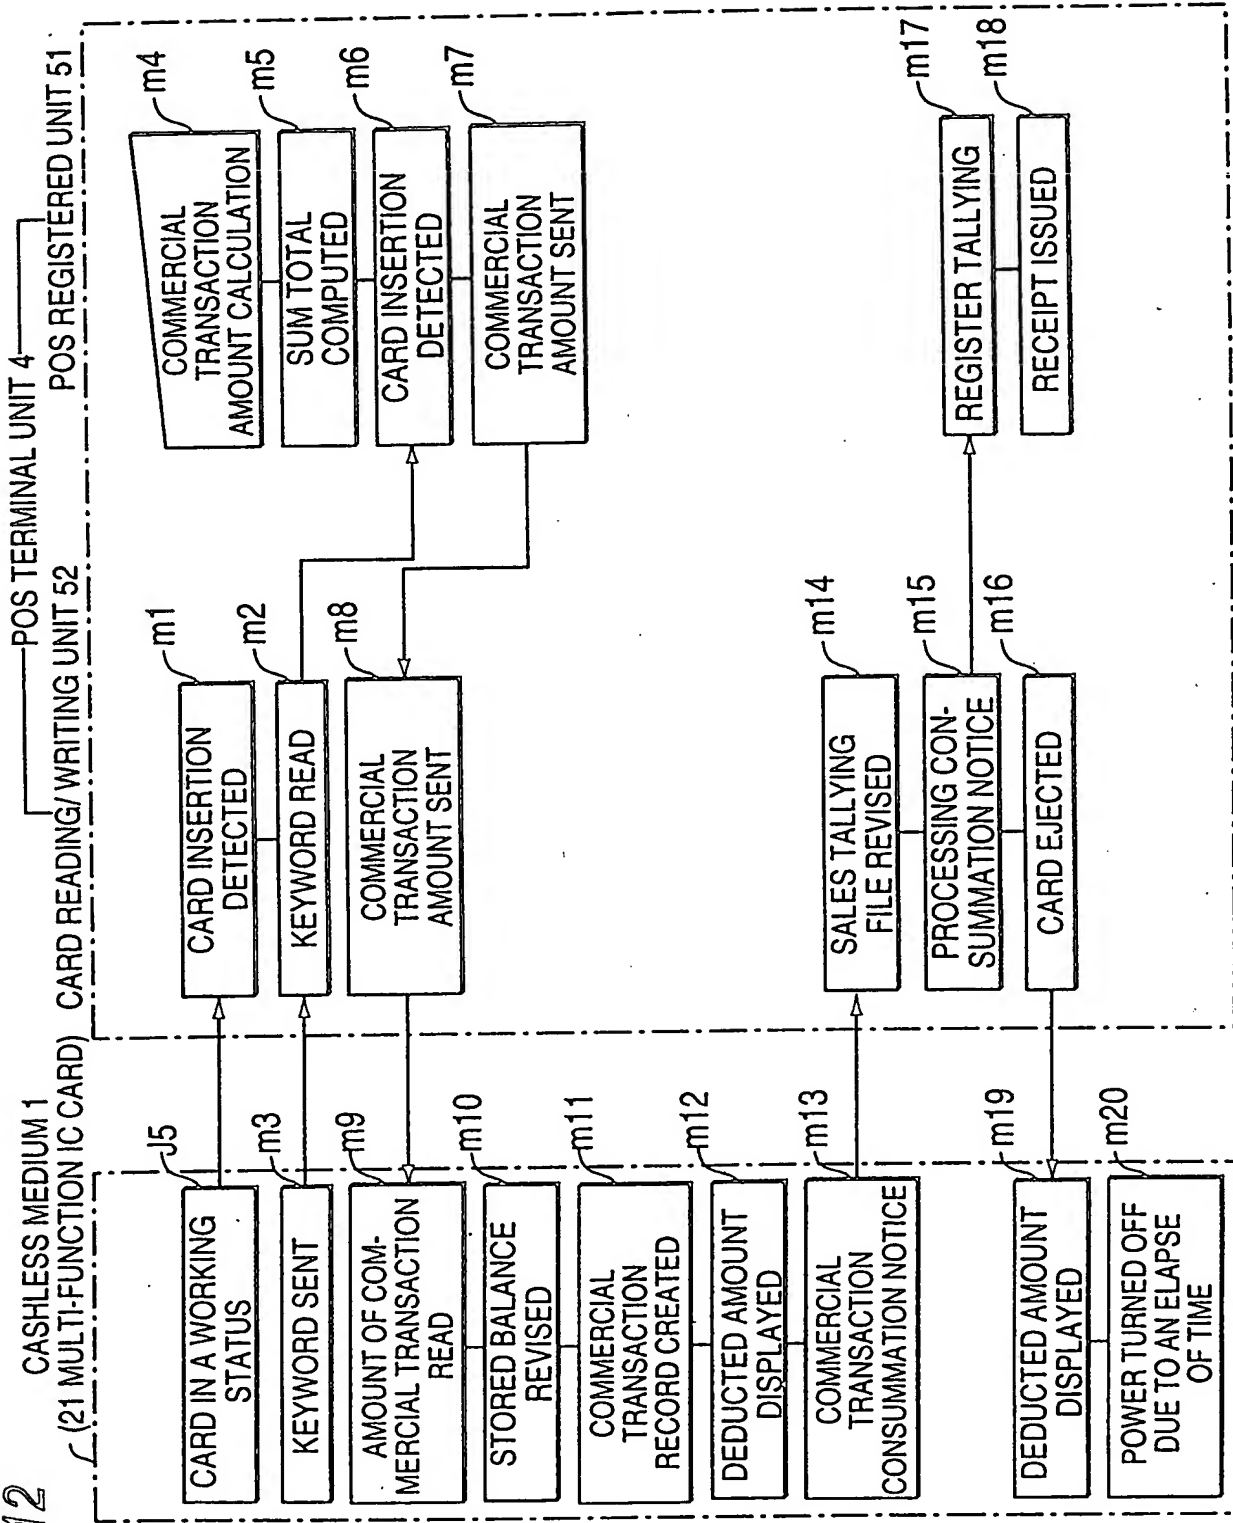 12
CASHLESS MEDIUM 1
(21 MULTI-FUNCTION IC CARD)
POS TERMINAL UNIT 4
CARD READING/WRITING UNIT 52
POS REGISTERED UNIT 51
J5
CARD IN A WORKING
STATUS
m3
KEYWORD SENT
m9
AMOUNT OF COM-
MERCIAL TRANSACTION
READ
m10
STORED BALANCE
REVISED
m11
COMMERCIAL
TRANSACTION
RECORD CREATED
m12
DEDUCTED AMOUNT
DISPLAYED
m13
COMMERCIAL
TRANSACTION
CONSUMMATION NOTICE
m19
DEDUCTED AMOUNT
DISPLAYED
m20
POWER TURNED OFF
DUE TO AN ELAPSE
OF TIME
m1
CARD INSERTION
DETECTED
m2
KEYWORD READ
m8
COMMERCIAL
TRANSACTION
AMOUNT SENT
m14
SALES TALLYING
FILE REVISED
m15
PROCESSING CON-
SUMMATION NOTICE
m16
CARD EJECTED
m4
COMMERCIAL
TRANSACTION
AMOUNT CALCULATION
m5
SUM TOTAL
COMPUTED
m6
CARD INSERTION
DETECTED
m7
COMMERCIAL
TRANSACTION
AMOUNT SENT
m17
REGISTER TALLYING
m18
RECEIPT ISSUED